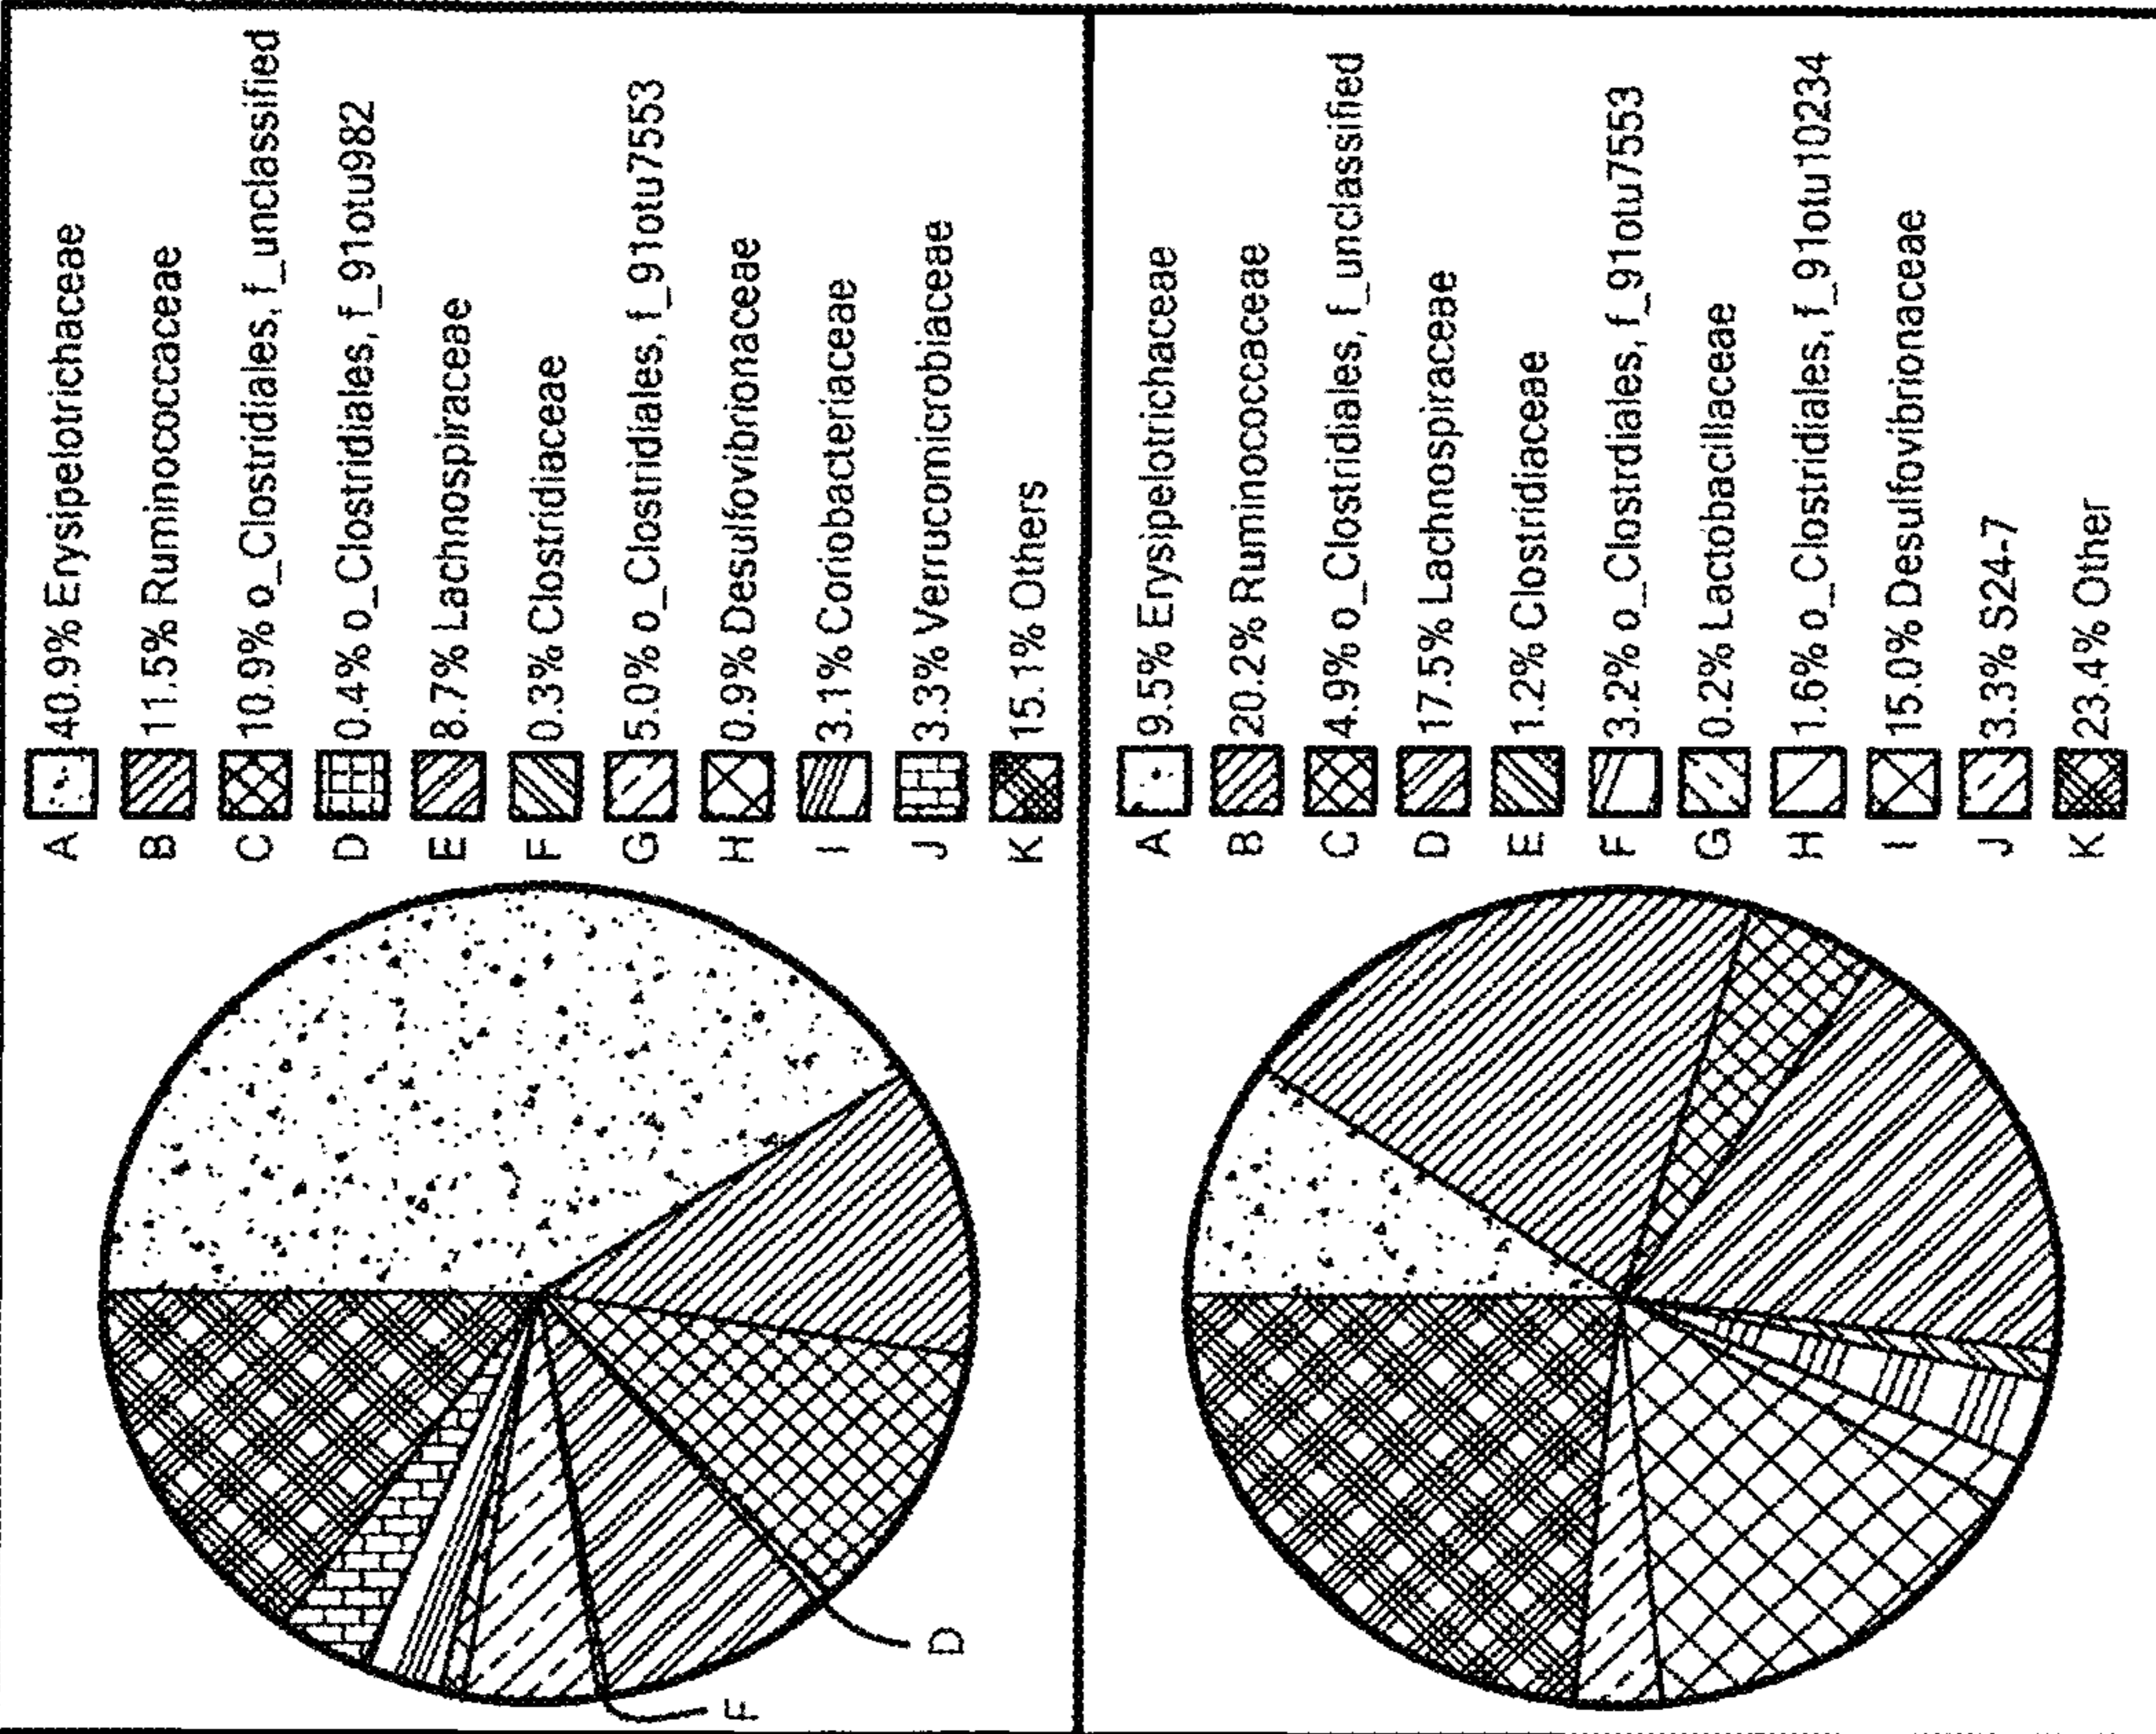 A 40.9% Erysipelotrichaceae
B 11.5% Ruminococcaceae
C 10.9% o_Clostridiales, f_unclassified
D 0.4% o_Clostridiales, f_91otu982
E 8.7% Lachnospiraceae
F 0.3% Clostridiaceae
G 5.0% o_Clostridiales, f_91otu7553
H 0.9% Desulfovibrionaceae
I 3.1% Coriobacteriaceae
J 3.3% Verrucomicrobiaceae
K 15.1% Others
F
D
A 9.5% Erysipelotrichaceae
B 20.2% Ruminococcaceae
C 4.9% o_Clostridiales, f_unclassified
D 17.5% Lachnospiraceae
E 1.2% Clostridiaceae
F 3.2% o_Clostrdiales, f_91otu7553
G 0.2% Lactobacillaceae
H 1.6% o_Clostridiales, f_91otu10234
I 15.0% Desulfovibrionaceae
J 3.3% S24-7
K 23.4% Other